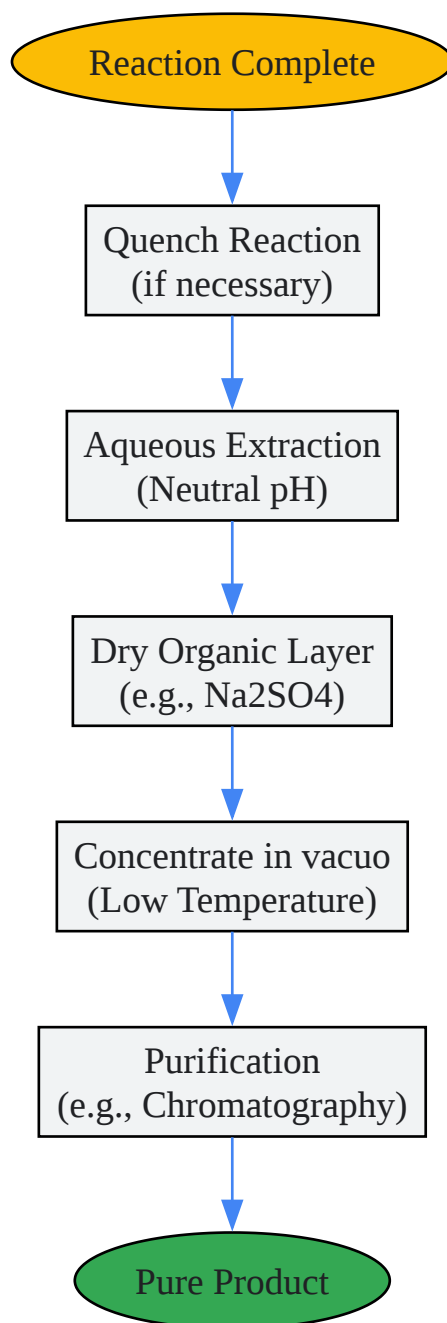 Reaction Complete
Quench Reaction
(if necessary)
Aqueous Extraction
(Neutral pH)
Dry Organic Layer
(e.g., Na2SO4)
Concentrate in vacuo
(Low Temperature)
Purification
(e.g., Chromatography)
Pure Product